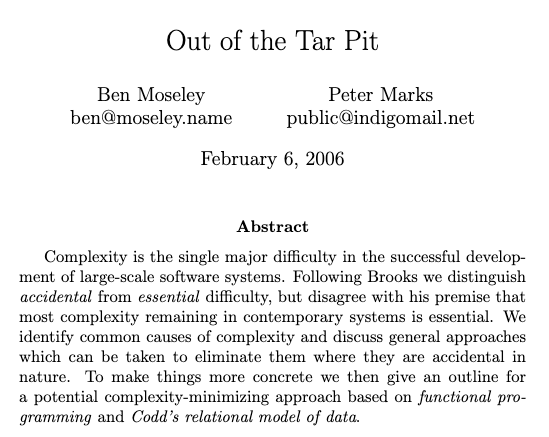 Out of the Tar Pit
Ben Moseley Peter Marks
ben@moseley.name public@indigomail.net
February 6, 2006
Abstract
Complexity is the single major difficulty in the successful develop-
ment of large-scale software systems. Following Brooks we distinguish
accidental from essential difficulty, but disagree with his premise that
most complexity remaining in contemporary systems is essential. We
identify common causes of complexity and discuss general approaches
which can be taken to eliminate them where they are accidental in
nature. To make things more concrete we then give an outline for
a potential complexity-minimizing approach based on functional pro-
gramming and Codd's relational model of data.